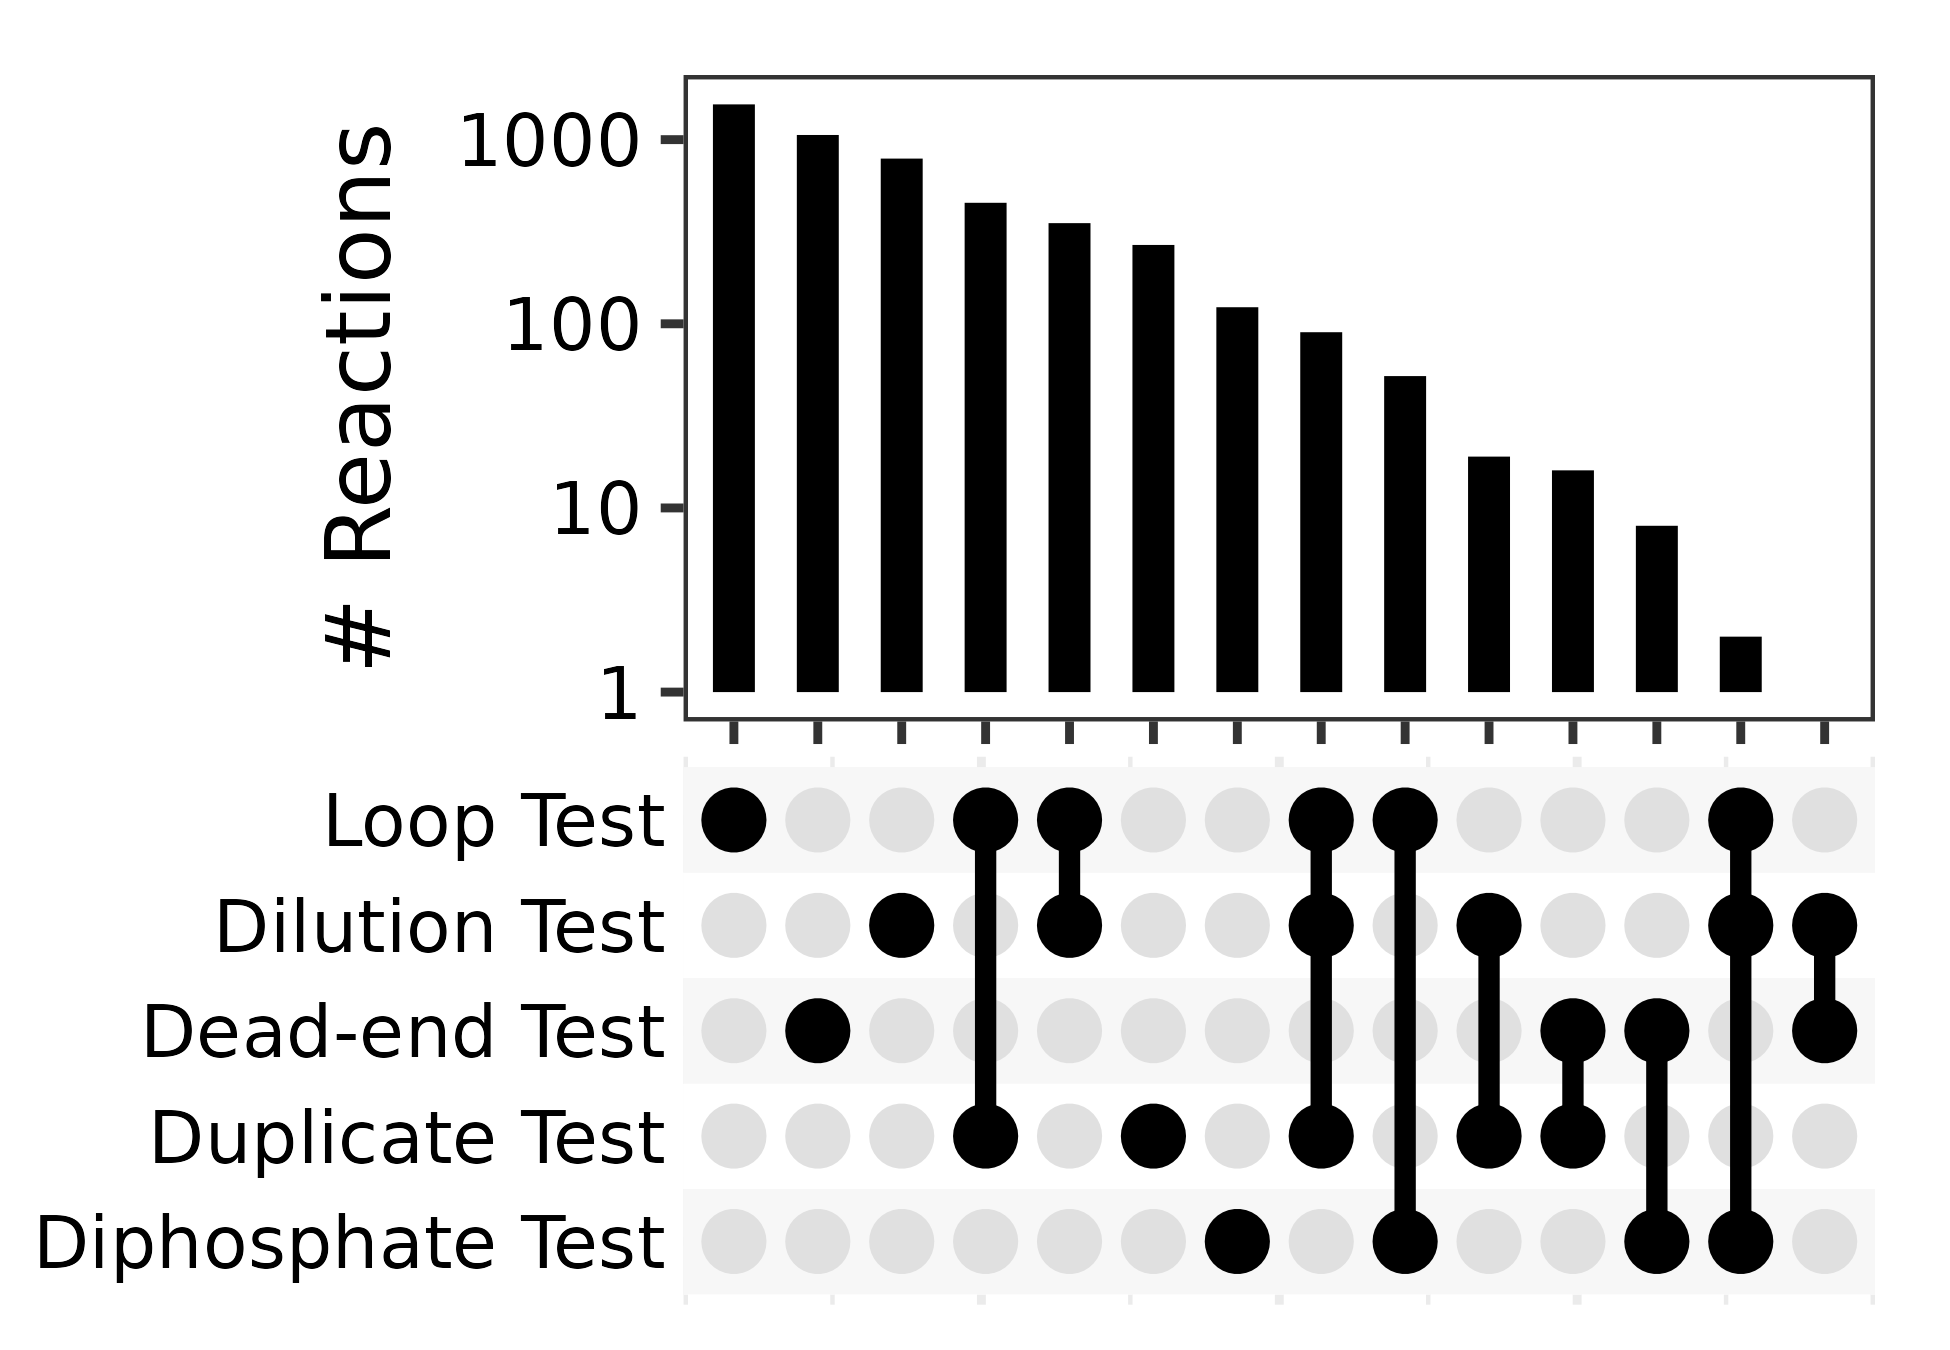 # Reactions
1000
100
10
1
Loop Test
Dilution Test
Dead-end Test
Duplicate Test
Diphosphate Test